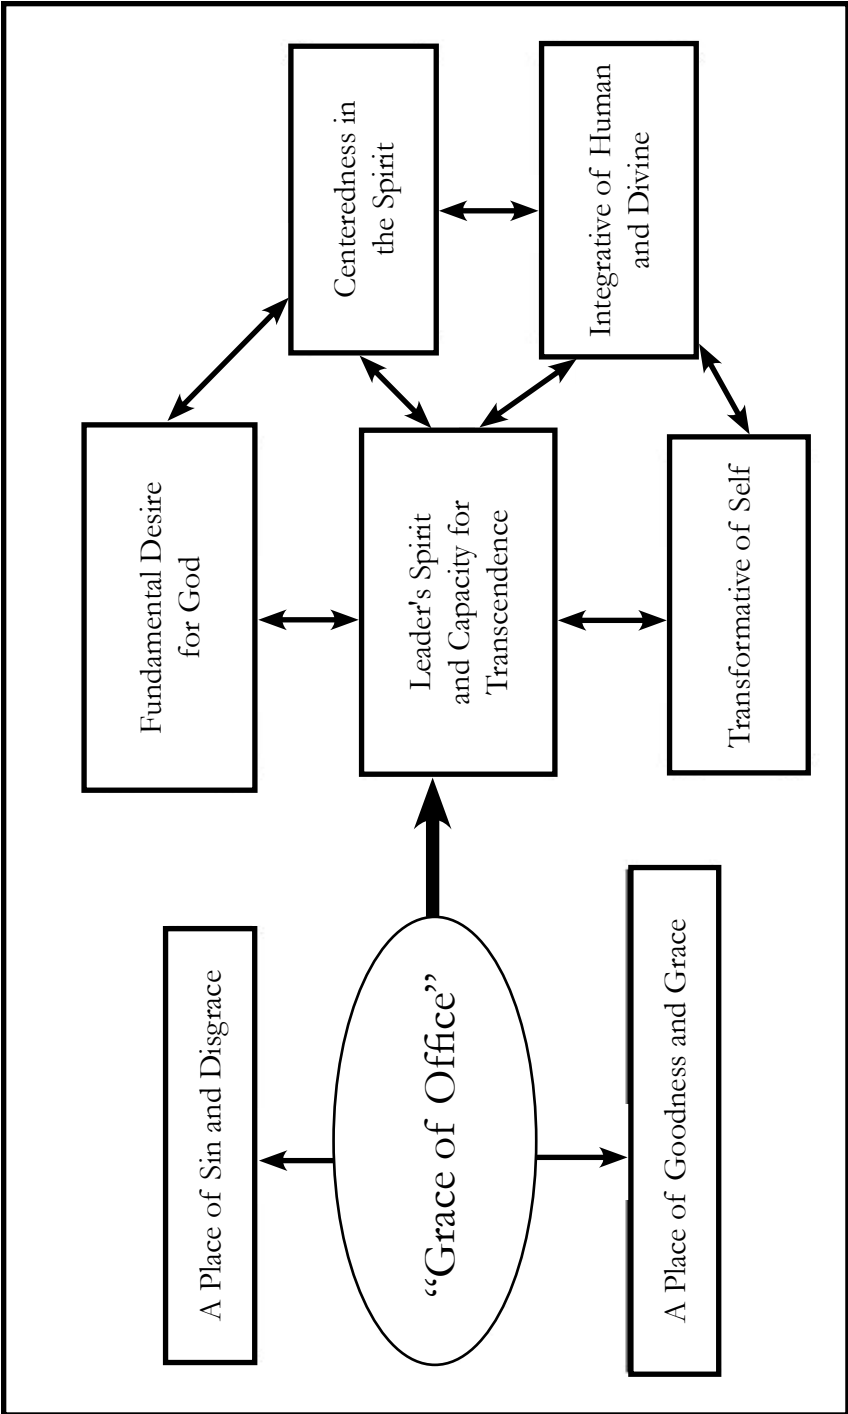 A Place of Sin and Disgrace
“Grace of Office”
A Place of Goodness and Grace
Fundamental Desire
for God
Leader's Spirit
and Capacity for
Transcendence
Transformative of Self
Centeredness in
the Spirit
Integrative of Human
and Divine